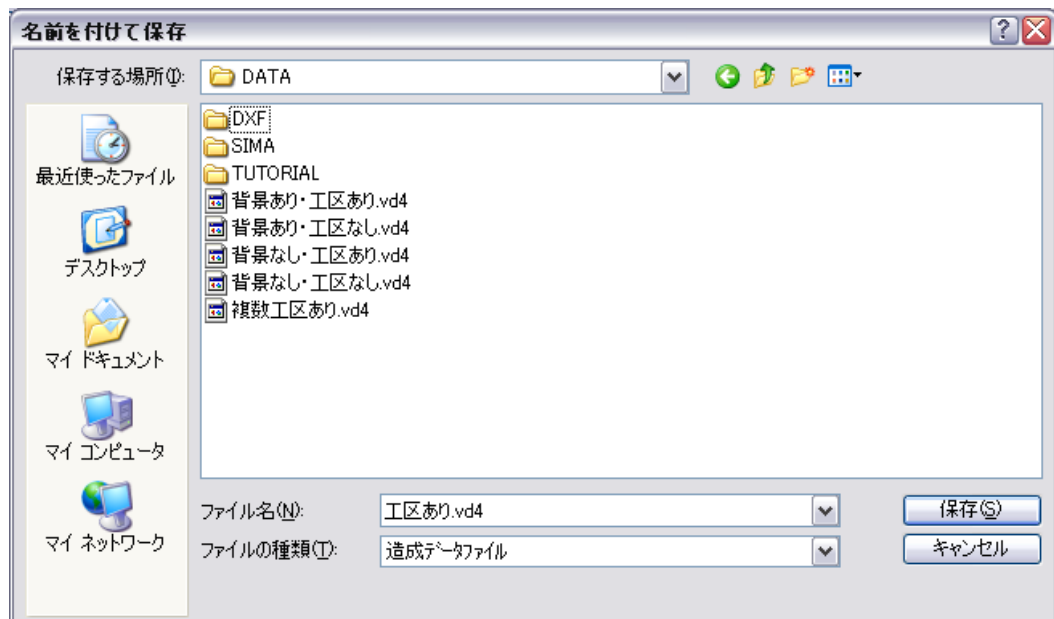 名前を付けて保存
保存する場所(I):
DATA
最近使ったファイル
デスクトップ
マイ ドキュメント
マイ コンピュータ
マイ ネットワーク
DXF
SIMA
TUTORIAL
背景あり・工区あり.vd4
背景あり・工区なし.vd4
背景なし・工区あり.vd4
背景なし・工区なし.vd4
複数工区あり.vd4
ファイル名(N):
工区あり.vd4
保存(S)
ファイルの種類(T):
造成データファイル
キャンセル